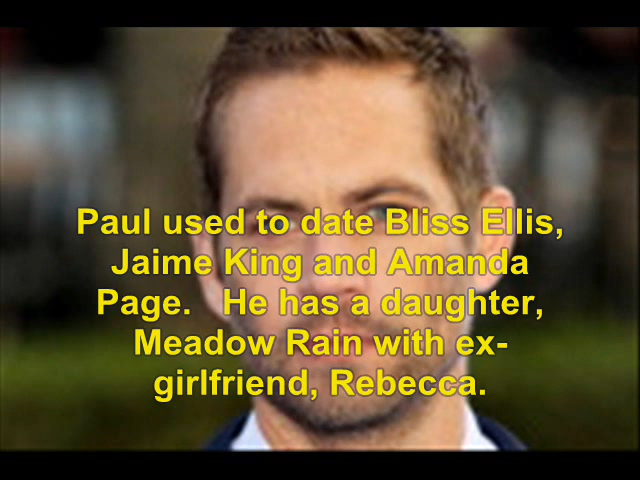 Paul used to date Bliss Ellis,
Jaime King and Amanda
Page.   He has a daughter,
Meadow Rain with ex-
girlfriend, Rebecca.